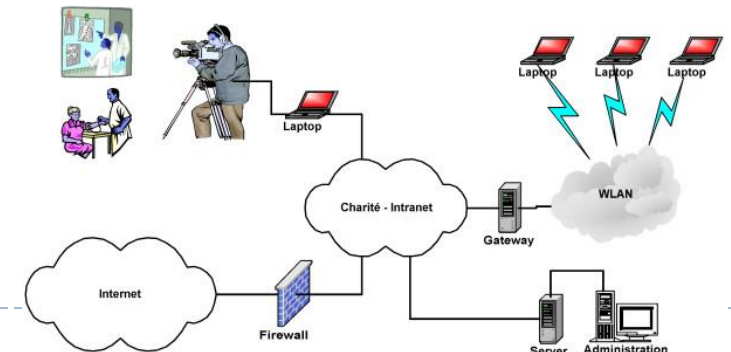 Laptop
Laptop
Laptop
Laptop
Charité - Intranet
WLAN
Gateway
Internet
Firewall
Server
Administration